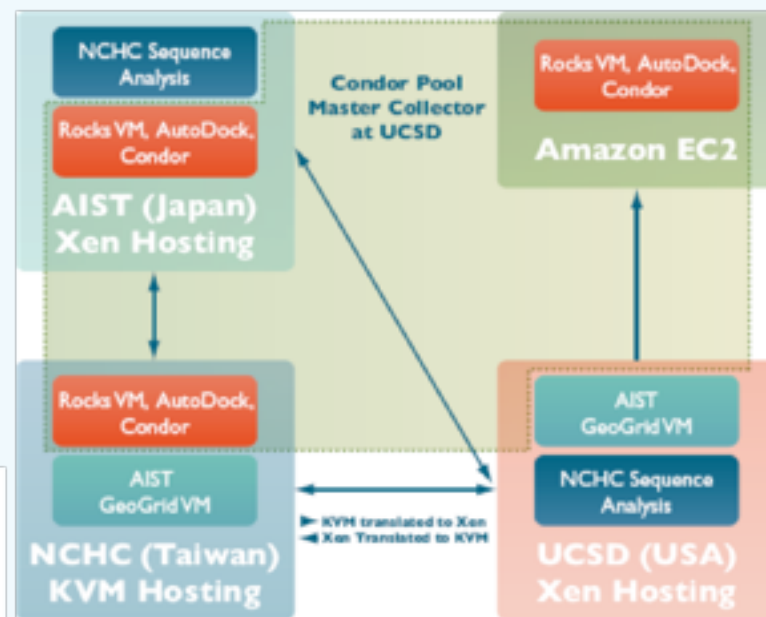 NCHC Sequence
Analysis
Rocks VM, AutoDock,
Condor
AIST (Japan)
Xen Hosting
Condor Pool
Master Collector
at UCSD
Rocks VM, AutoDock,
Condor
Amazon EC2
Rocks VM, AutoDock,
Condor
AIST
GeoGrid VM
NCHC (Taiwan)
KVM Hosting
KVM translated to Xen
Xen Translated to KVM
AIST
GeoGrid VM
NCHC Sequence
Analysis
UCSD (USA)
Xen Hosting